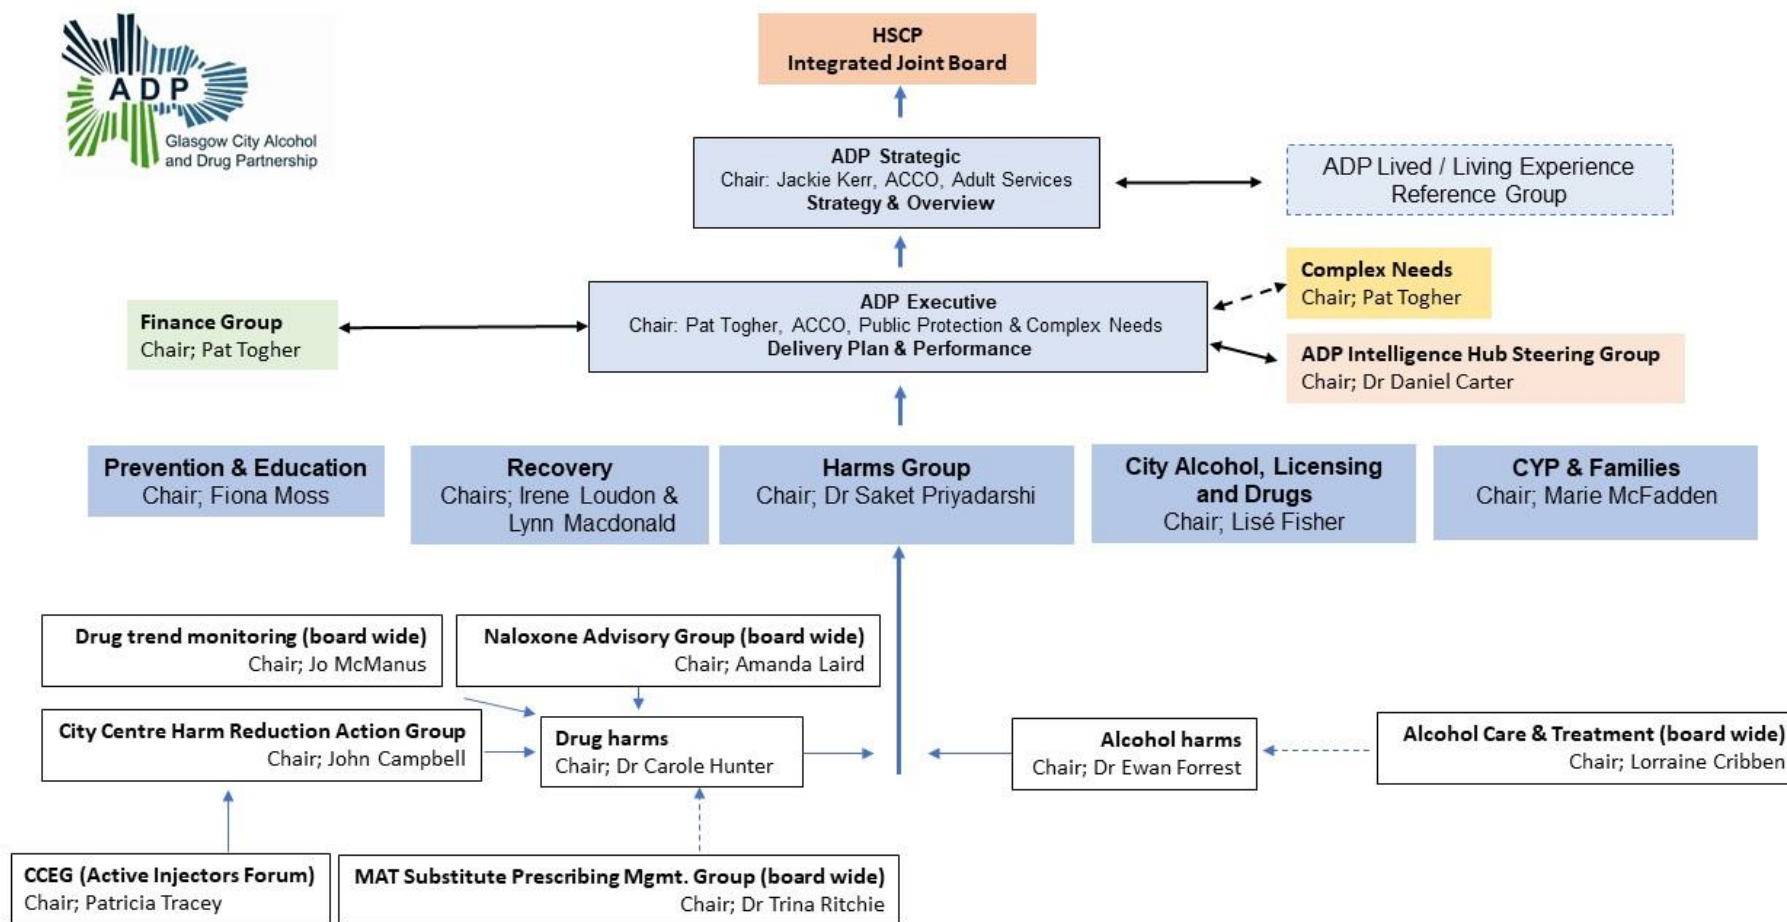 ADP
Glasgow City Alcohol
and Drug Partnership
HSCP
Integrated Joint Board
ADP Strategic
Chair: Jackie Kerr, ACCO, Adult Services
Strategy & Overview
ADP Lived / Living Experience
Reference Group
Complex Needs
Chair; Pat Togher
ADP Executive
Chair: Pat Togher, ACCO, Public Protection & Complex Needs
Delivery Plan & Performance
Finance Group
Chair; Pat Togher
ADP Intelligence Hub Steering Group
Chair; Dr Daniel Carter
Prevention & Education
Chair; Fiona Moss
Recovery
Chairs; Irene Loudon &
Lynn Macdonald
Harms Group
Chair; Dr Saket Priyadarshi
City Alcohol, Licensing
and Drugs
Chair; Lisé Fisher
CYP & Families
Chair; Marie McFadden
Drug trend monitoring (board wide)
Chair; Jo McManus
Naloxone Advisory Group (board wide)
Chair; Amanda Laird
City Centre Harm Reduction Action Group
Chair; John Campbell
Drug harms
Chair; Dr Carole Hunter
Alcohol harms
Chair; Dr Ewan Forrest
Alcohol Care & Treatment (board wide)
Chair; Lorraine Cribben
CCEG (Active Injectors Forum)
Chair; Patricia Tracey
MAT Substitute Prescribing Mgmt. Group (board wide)
Chair; Dr Trina Ritchie